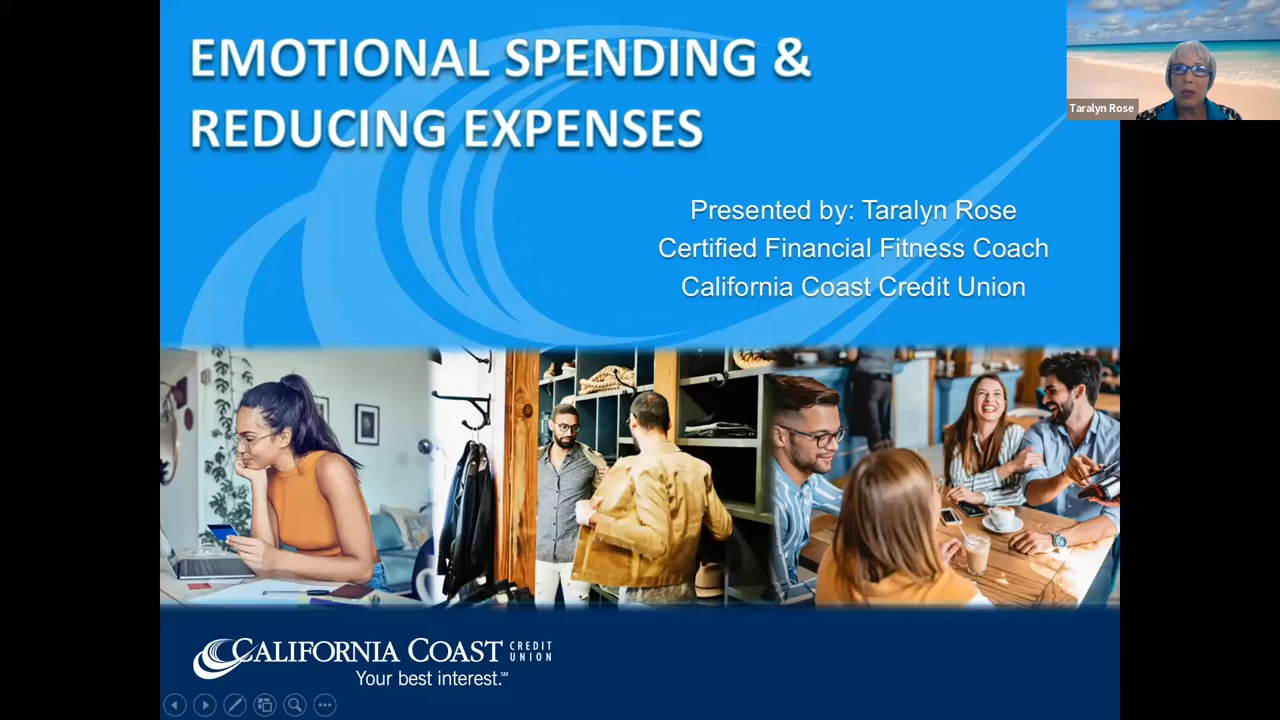 EMOTIONAL SPENDING &
REDUCING EXPENSES
Taralyn Rose
Presented by: Taralyn Rose
Certified Financial Fitness Coach
California Coast Credit Union
CALIFORNIA COAST CREDIT UNION
Your best interest.℠